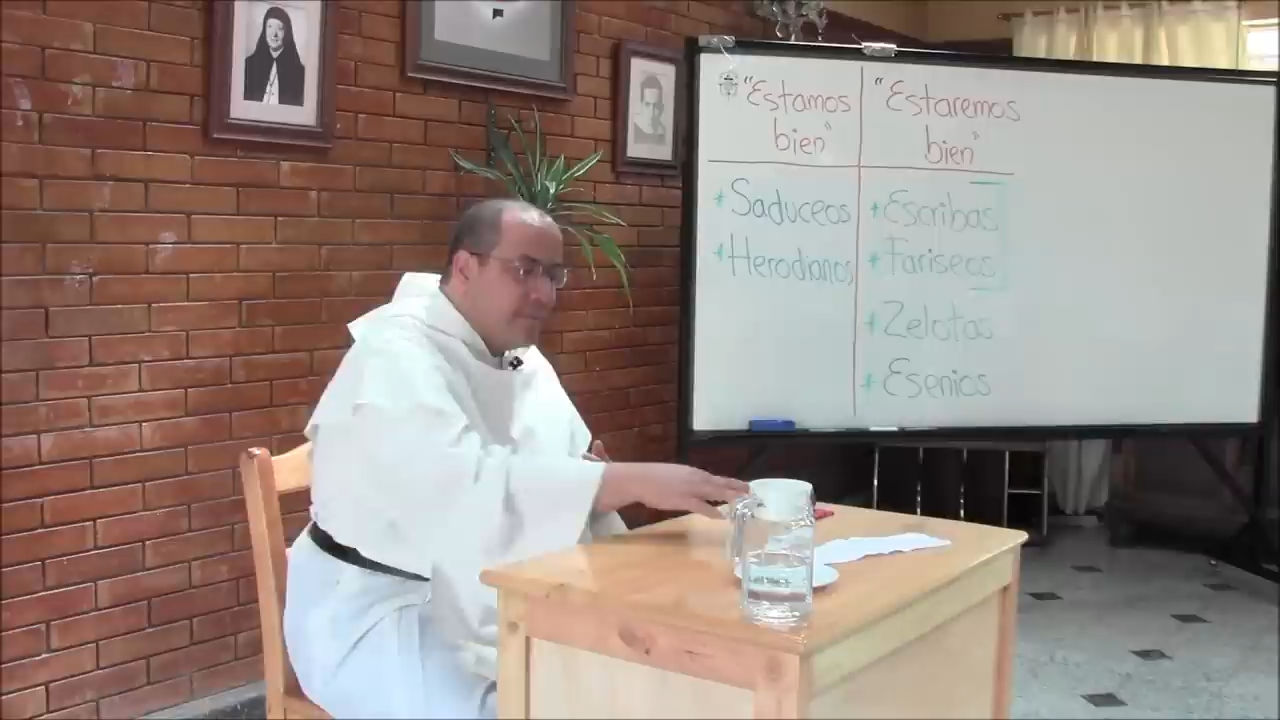 "Estamos
bien"
* Saduceos
* Herodianos
"Estaremos
bien"
* Escribas
* Fariseos
* Zelotas
* Esenios